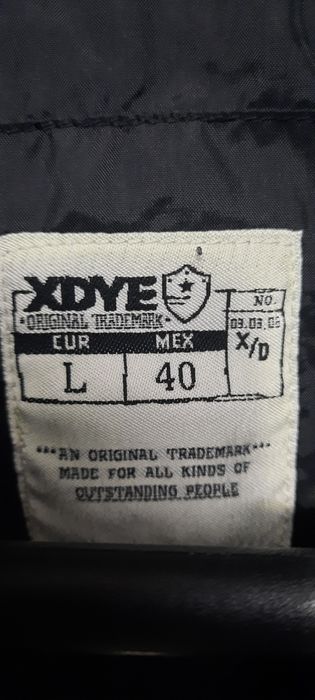 XDYE
NO.
·ORIGINAL TRADEMARK·
03.03.06
EUR MEX
X/D
L 40
***AN ORIGINAL TRADEMARK***
MADE FOR ALL KINDS OF
OUTSTANDING PEOPLE